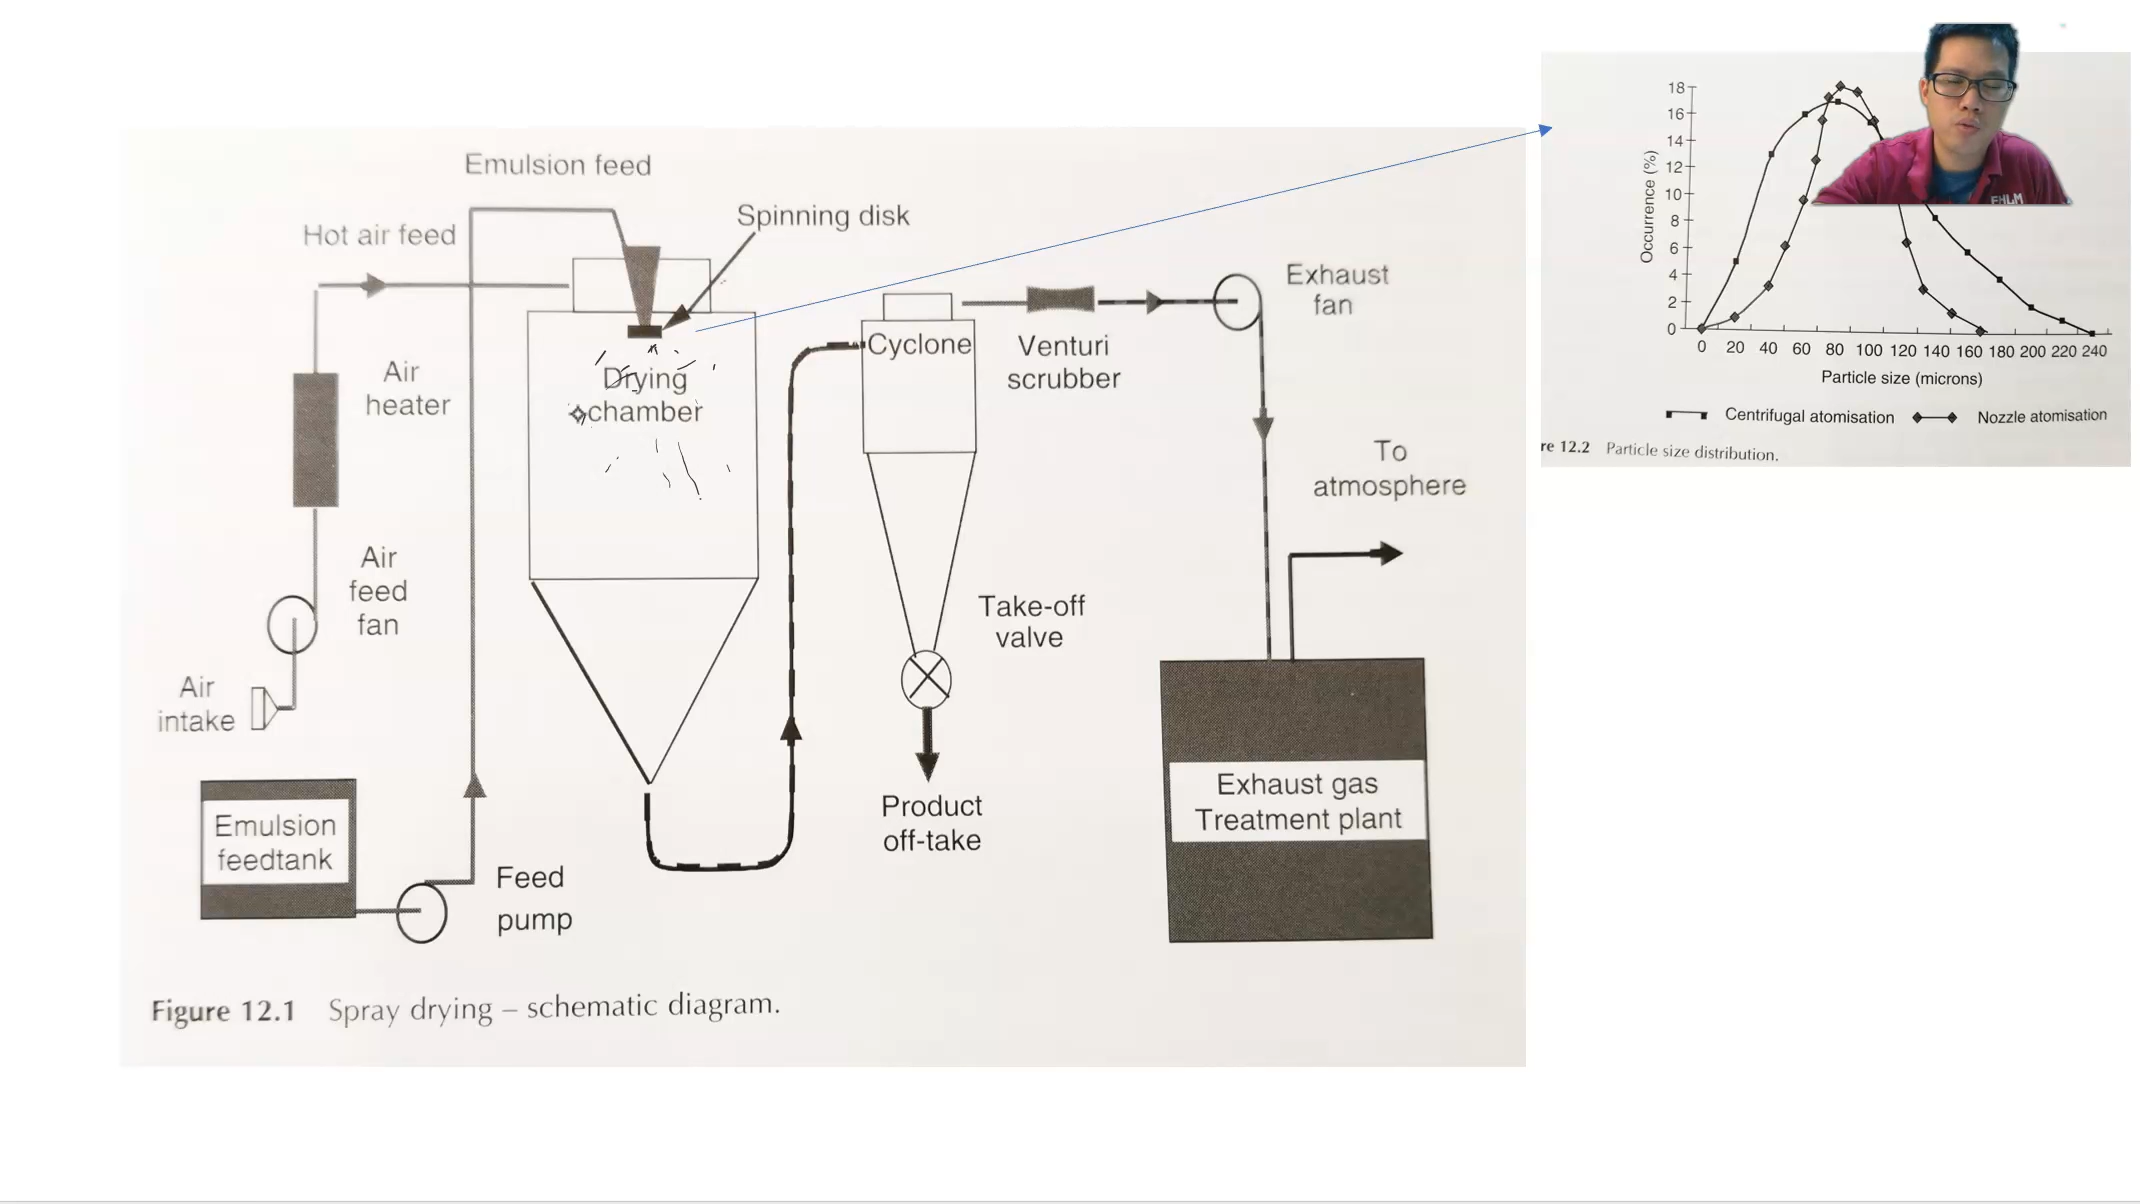 Emulsion feed
Hot air feed
Spinning disk
Exhaust
fan
Cyclone
Venturi
scrubber
Drying
chamber
Air
heater
To
atmosphere
Air
feed
fan
Take-off
valve
Air
intake
Product
off-take
Exhaust gas
Treatment plant
Emulsion
feedtank
Feed
pump
Figure 12.1 Spray drying – schematic diagram.
Occurrence (%)
18
16
14
12
10
8
6
4
2
0
0 20 40 60 80 100 120 140 160 180 200 220 240
Particle size (microns)
Centrifugal atomisation Nozzle atomisation
re 12.2 Particle size distribution.
FHLM